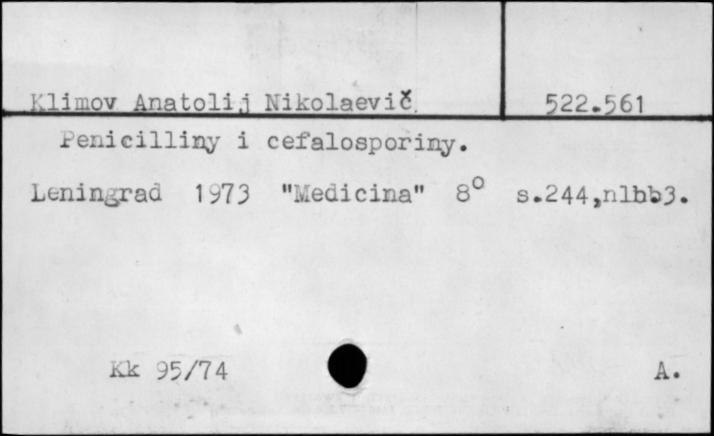 Klimov Anatolij Nikolaevič. 522.561
Penicilliny i cefalosporiny.
Leningrad 1973 "Medicina" 8° s.244,nlbb3.
Kk 95/74 A.